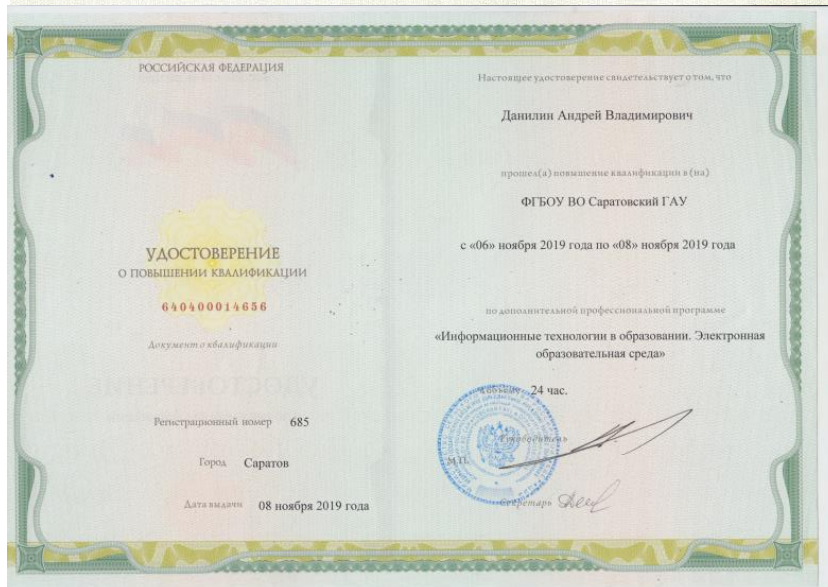 РОССИЙСКАЯ ФЕДЕРАЦИЯ
УДОСТОВЕРЕНИЕ
О ПОВЫШЕНИИ КВАЛИФИКАЦИИ
640400014656
Документ о квалификации
Регистрационный номер 685
Город Саратов
Дата выдачи 08 ноября 2019 года
Настоящее удостоверение свидетельствует о том, что
Данилин Андрей Владимирович
прошел(а) повышение квалификации в (на)
ФГБОУ ВО Саратовский ГАУ
с «06» ноября 2019 года по «08» ноября 2019 года
по дополнительной профессиональной программе
«Информационные технологии в образовании. Электронная
образовательная среда»
в объёме 24 час.
Руководитель
М.П.
Секретарь